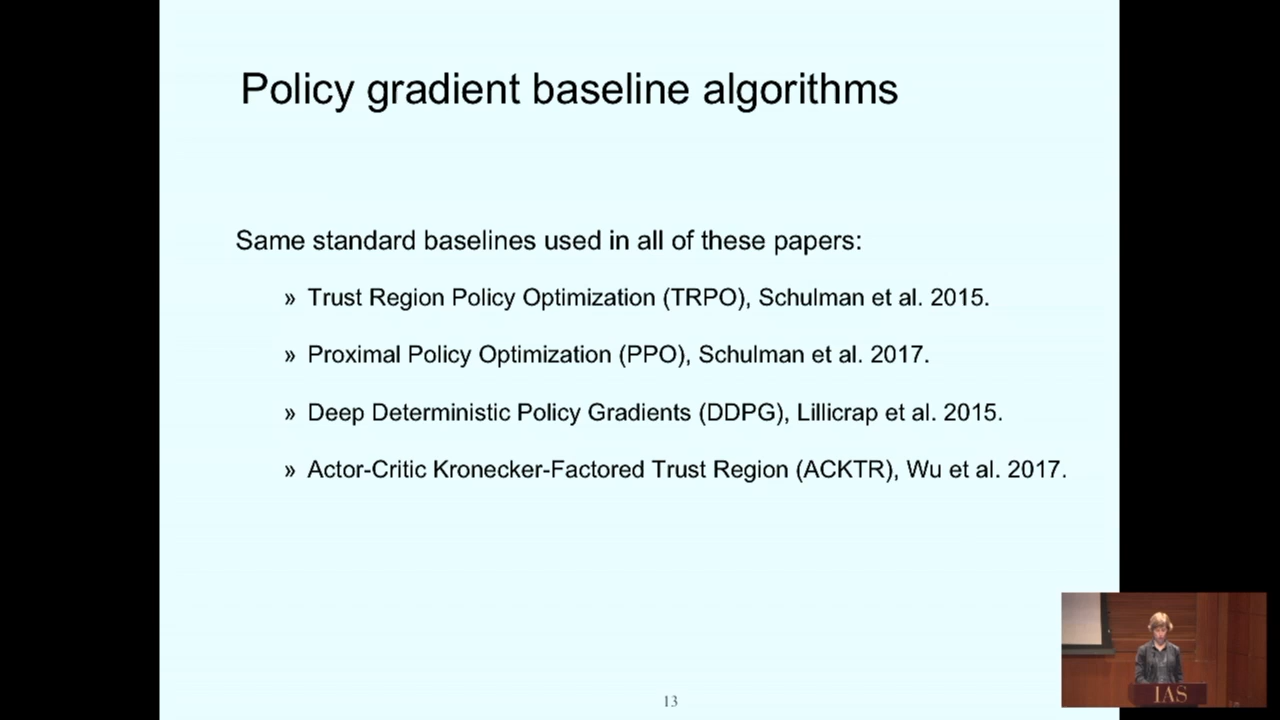 Policy gradient baseline algorithms
Same standard baselines used in all of these papers:
» Trust Region Policy Optimization (TRPO), Schulman et al. 2015.
» Proximal Policy Optimization (PPO), Schulman et al. 2017.
» Deep Deterministic Policy Gradients (DDPG), Lillicrap et al. 2015.
» Actor-Critic Kronecker-Factored Trust Region (ACKTR), Wu et al. 2017.
13
IAS